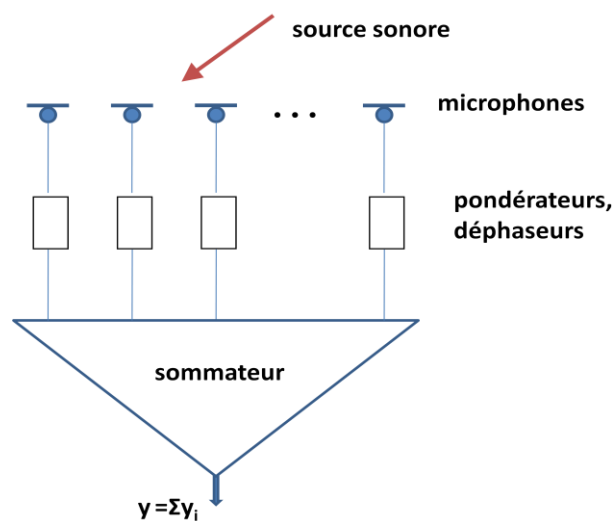 source sonore
microphones
. . .
pondérateurs,
déphaseurs
sommateur
y =Σyᵢ